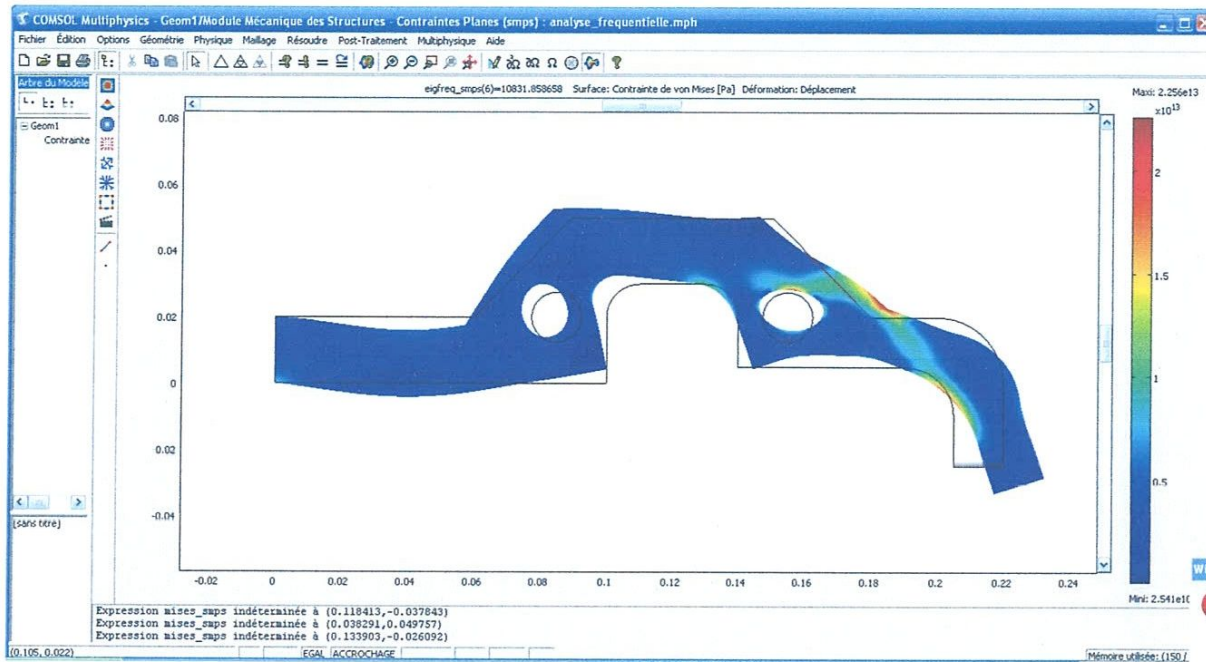 COMSOL Multiphysics - Geom1/Module Mécanique des Structures - Contraintes Planes (smps) : analyse_frequentielle.mph
Fichier Édition Options Géométrie Physique Maillage Résoudre Post-Traitement Multiphysique Aide
Arbre du Modèle
eigfreq_smps(6)=10831.858658 Surface: Contrainte de von Mises [Pa] Déformation: Déplacement
Maxi: 2.256e13
×10¹³
Geom1
Contrainte
0.08
0.06
0.04
0.02
0
0.02
-0.04
2
1.5
1
0.5
-0.02 0 0.02 0.04 0.06 0.08 0.1 0.12 0.14 0.16 0.18 0.2 0.22 0.24
Mini: 2.541e10
(sans titre)
Expression mises_smps indéterminée à (0.118413,-0.037843)
Expression mises_smps indéterminée à (0.038291,0.049757)
Expression mises_smps indéterminée à (0.133903,-0.026092)
(0.105, 0.022) EGAL ACCROCHAGE Mémoire utilisée: (150 /